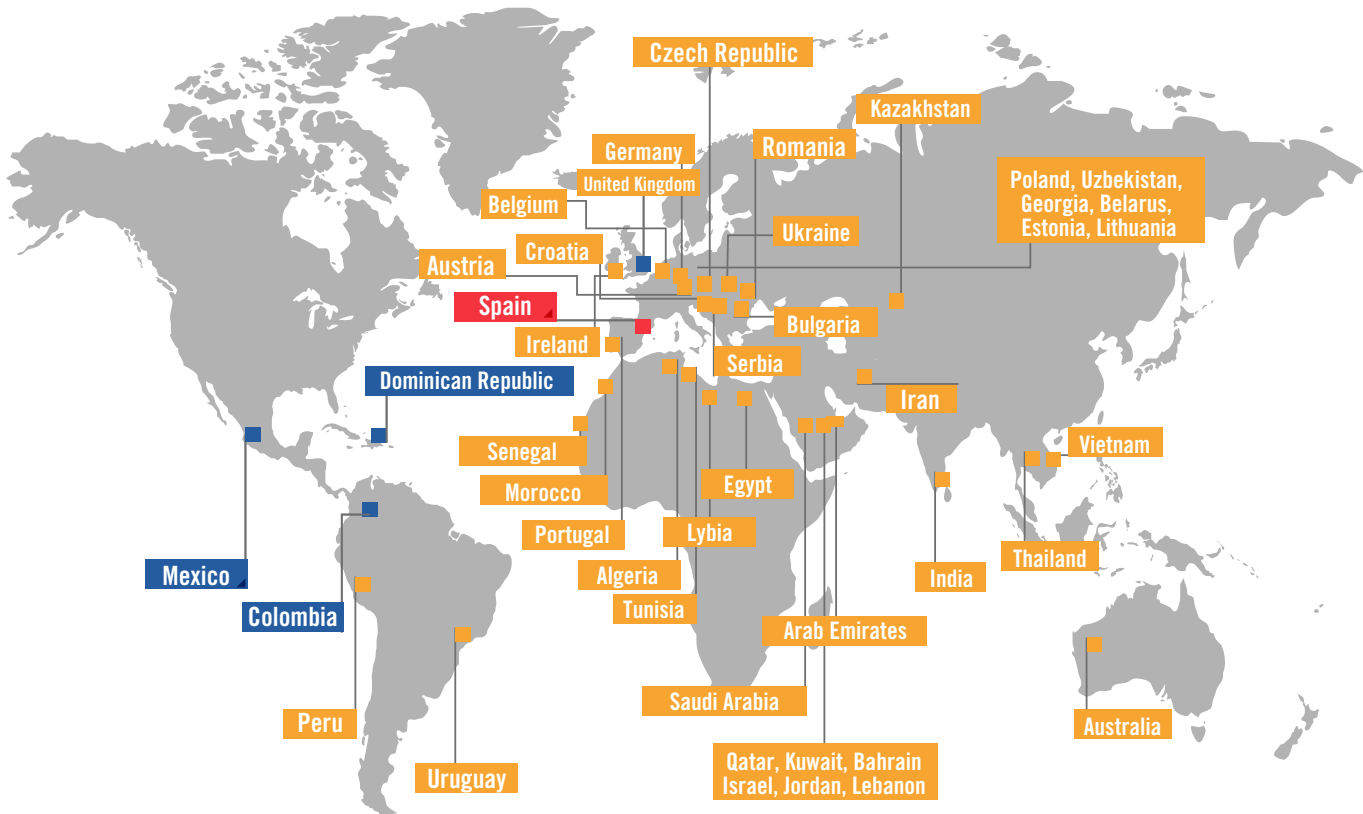 Czech Republic
Kazakhstan
Germany
Romania
United Kingdom
Poland, Uzbekistan,
Georgia, Belarus,
Estonia, Lithuania
Belgium
Ukraine
Croatia
Austria
Spain
Bulgaria
Ireland
Serbia
Dominican Republic
Iran
Vietnam
Senegal
Egypt
Morocco
Portugal
Lybia
Thailand
Mexico
Algeria
India
Colombia
Tunisia
Arab Emirates
Saudi Arabia
Peru
Australia
Qatar, Kuwait, Bahrain
Israel, Jordan, Lebanon
Uruguay